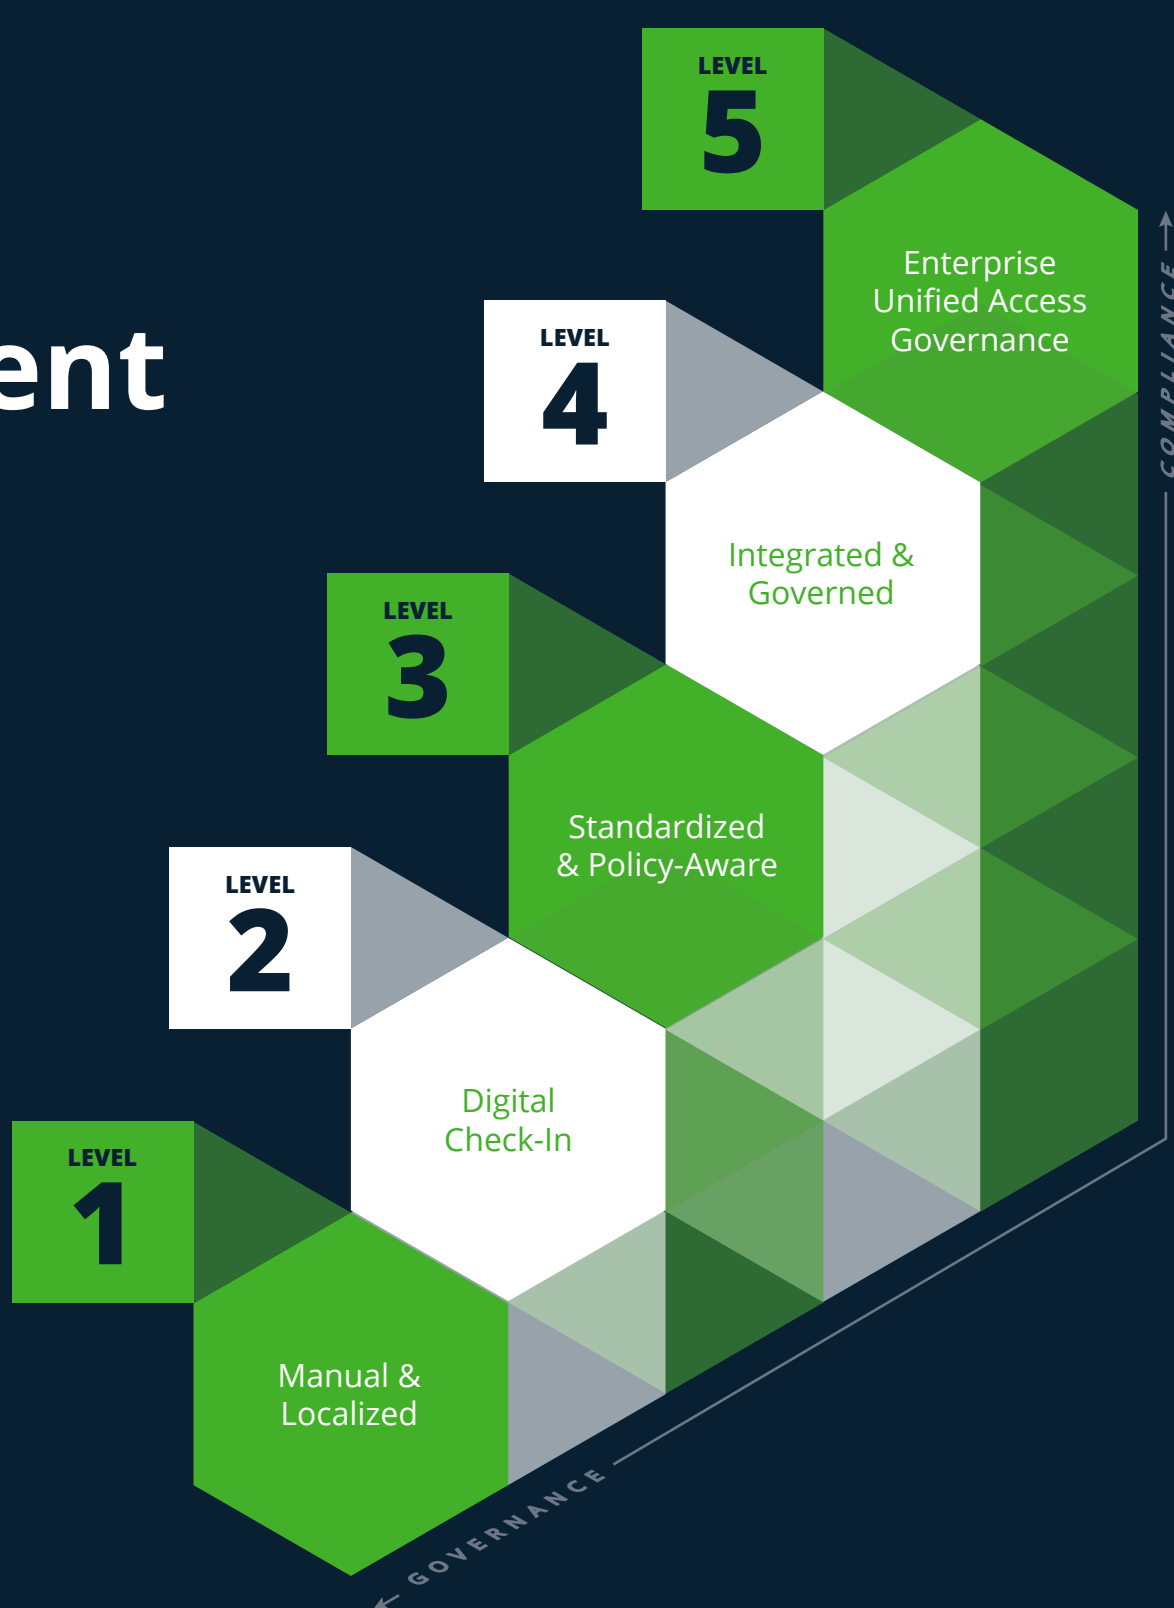 LEVEL
5
Enterprise
Unified Access
Governance
COMPLIANCE
ent
LEVEL
4
Integrated &
Governed
LEVEL
3
Standardized
& Policy-Aware
LEVEL
2
Digital
Check-In
LEVEL
1
Manual &
Localized
GOVERNANCE